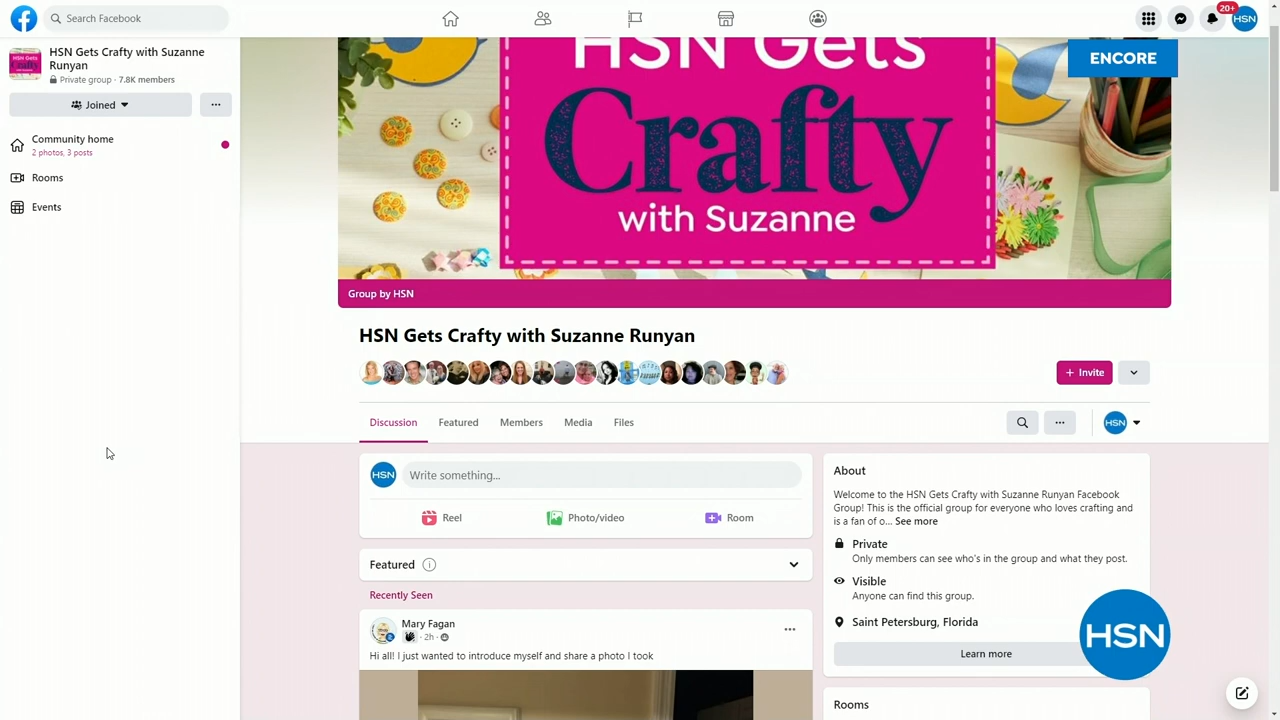 Search Facebook
20+
HSN
HSN Gets Crafty with Suzanne
Runyan
Private group · 7.8K members
Joined
Community home
2 photos, 3 posts
Rooms
Events
ENCORE
HSN Gets
Crafty
with Suzanne
Group by HSN
HSN Gets Crafty with Suzanne Runyan
+ Invite
Discussion
Featured
Members
Media
Files
HSN
HSN
Write something...
Reel
Photo/video
Room
Featured
Recently Seen
Mary Fagan
2h
Hi all! I just wanted to introduce myself and share a photo I took
About
Welcome to the HSN Gets Crafty with Suzanne Runyan Facebook
Group! This is the official group for everyone who loves crafting and
is a fan of o... See more
Private
Only members can see who's in the group and what they post.
Visible
Anyone can find this group.
Saint Petersburg, Florida
Learn more
HSN
Rooms